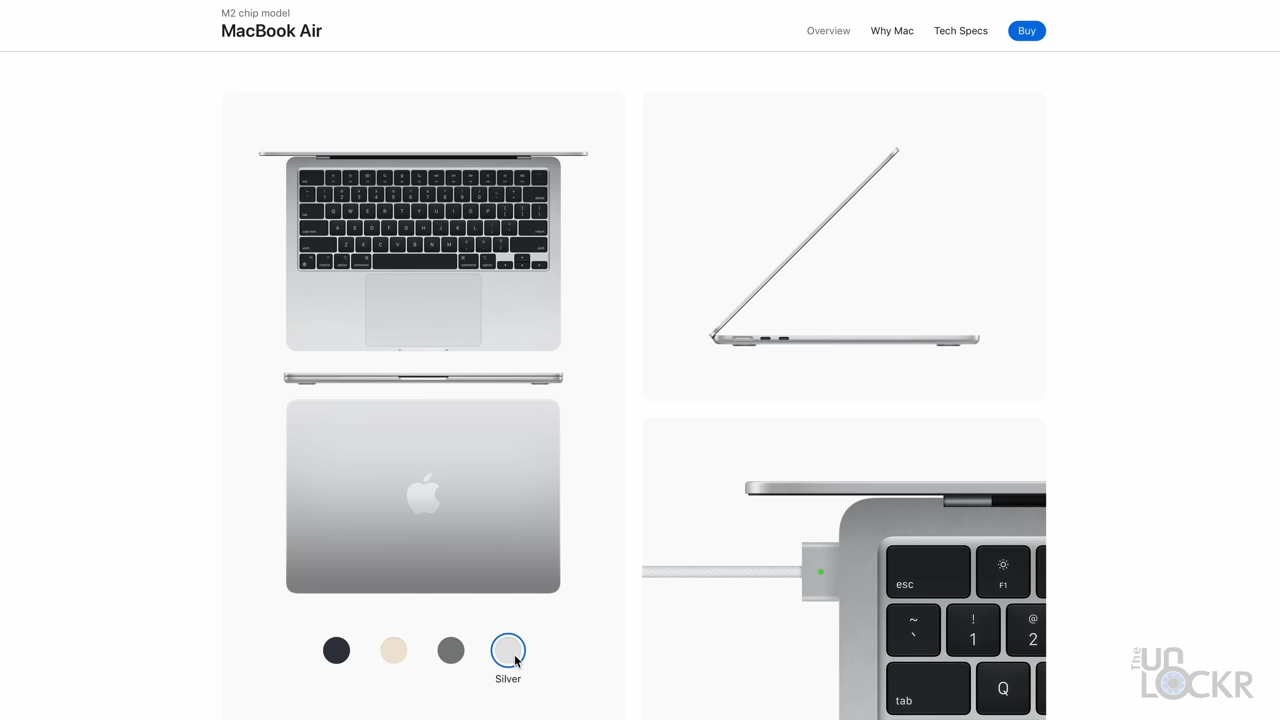 M2 chip model
MacBook Air
Overview
Why Mac
Tech Specs
Buy
Q W E R T Y U I O P
A S D F G H J K L
Z X C V B N M
Silver
esc
F1
~
`
!
1
@
2
tab
Q
The UNLOCKR